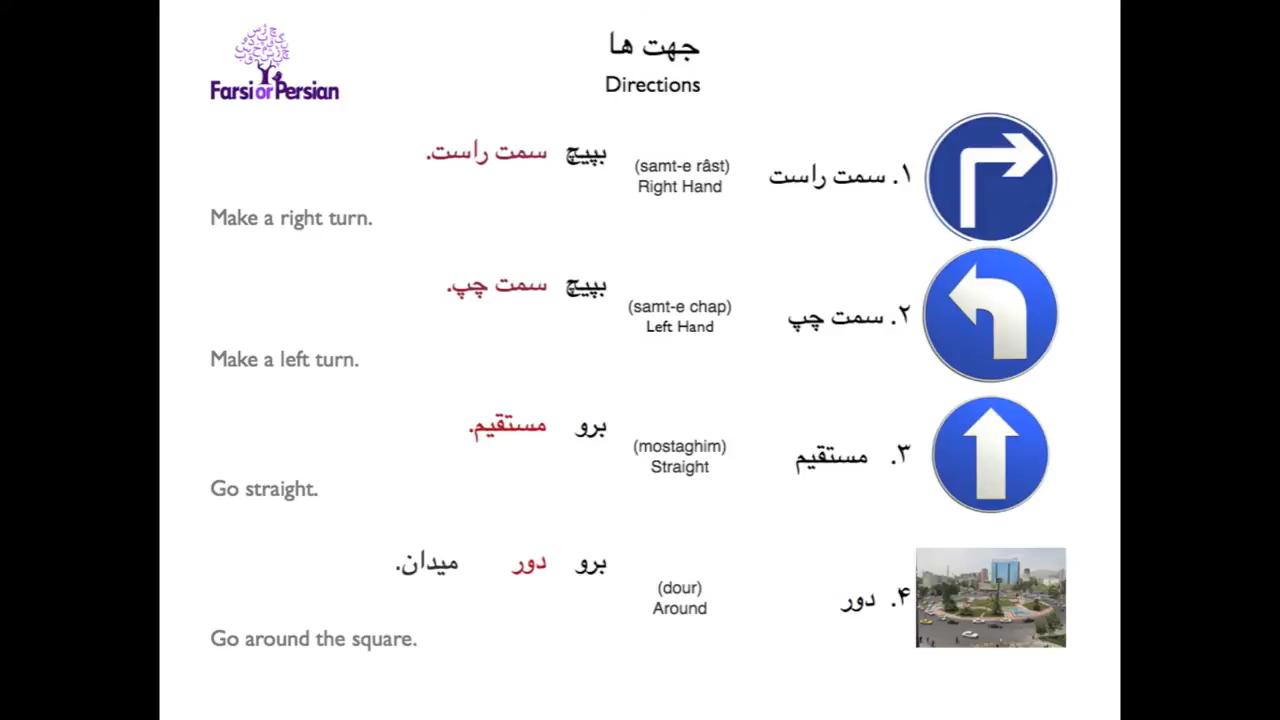 Farsi or Persian
جهت ها
Directions
۱. سمت راست
(samt-e râst)
Right Hand
بپیچ سمت راست.
Make a right turn.
۲. سمت چپ
(samt-e chap)
Left Hand
بپیچ سمت چپ.
Make a left turn.
۳. مستقیم
(mostaghim)
Straight
برو مستقیم.
Go straight.
۴. دور
(dour)
Around
برو دور میدان.
Go around the square.